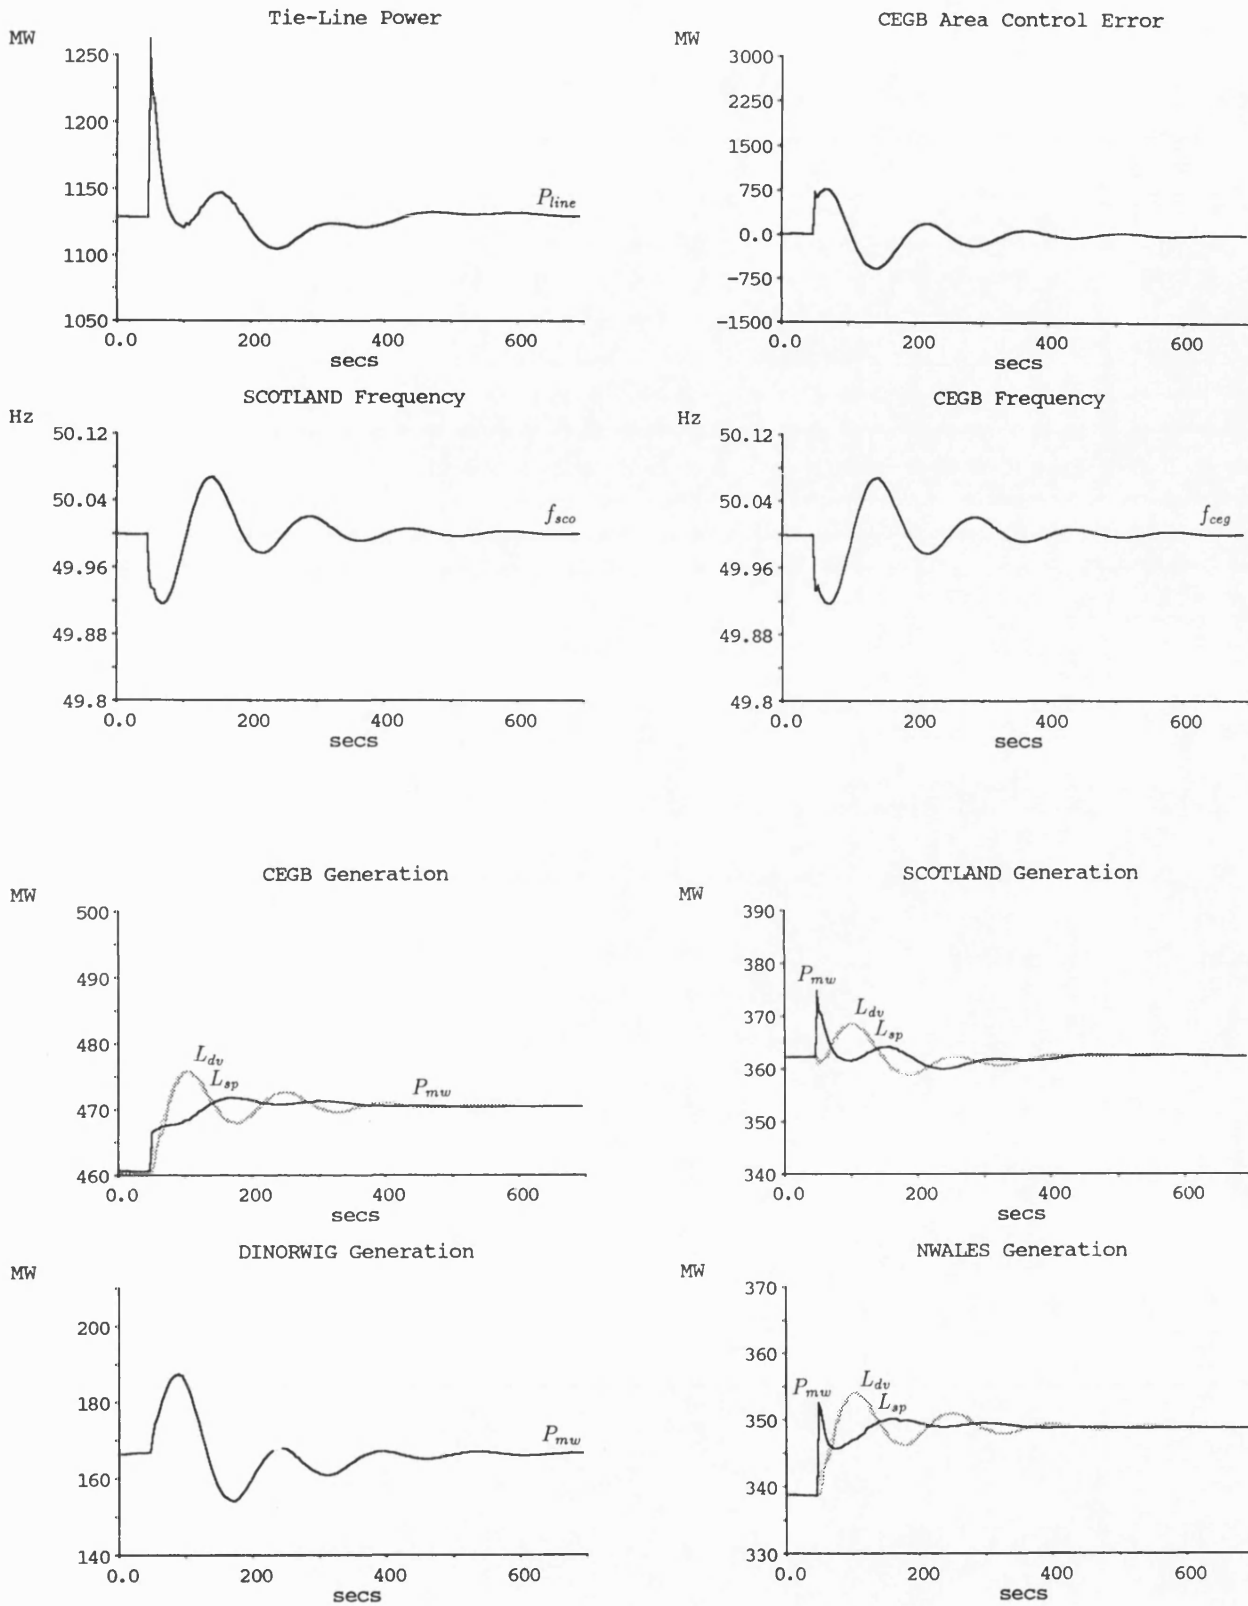 Tie-Line Power
MW
1250
1200
1150
1100
1050
P_line
0.0 200 400 600
secs
CEGB Area Control Error
MW
3000
2250
1500
750
0.0
-750
-1500
0.0 200 400 600
secs
SCOTLAND Frequency
Hz
50.12
50.04
49.96
49.88
49.8
f_sco
0.0 200 400 600
secs
CEGB Frequency
Hz
50.12
50.04
49.96
49.88
49.8
f_ceg
0.0 200 400 600
secs
CEGB Generation
MW
500
490
480
470
460
L_dv
L_sp
P_mw
0.0 200 400 600
secs
SCOTLAND Generation
MW
390
380
370
360
350
340
P_mw
L_dv
L_sp
0.0 200 400 600
secs
DINORWIG Generation
MW
200
180
160
140
P_mw
0.0 200 400 600
secs
NWALES Generation
MW
370
360
350
340
330
P_mw
L_dv
L_sp
0.0 200 400 600
secs